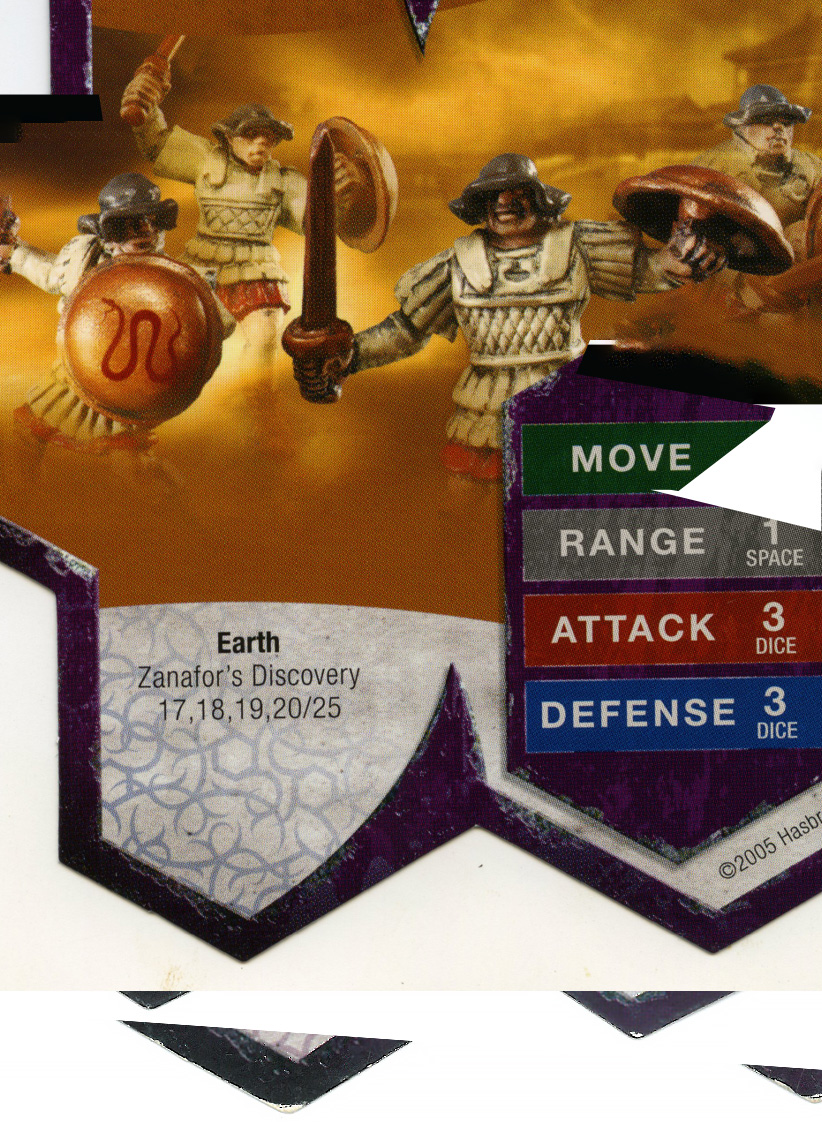 MOVE
RANGE 1
SPACE
ATTACK 3
DICE
DEFENSE 3
DICE
Earth
Zanafor's Discovery
17,18,19,20/25
©2005